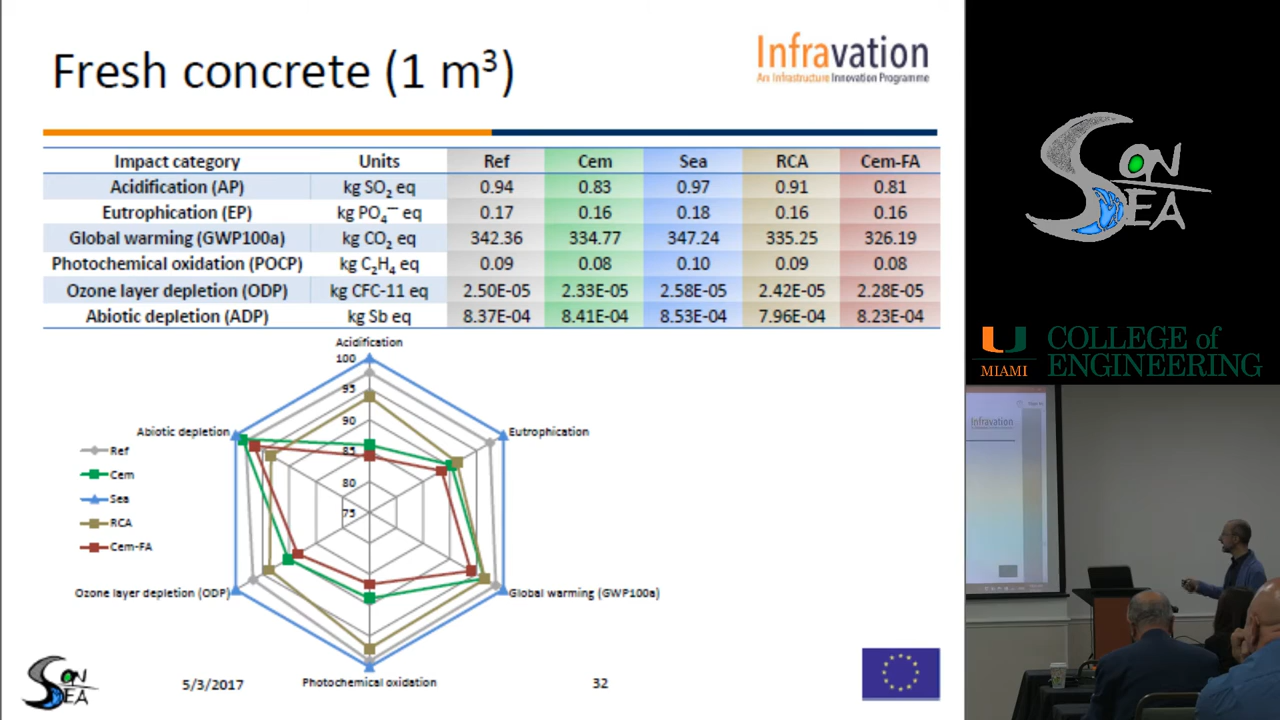 Fresh concrete (1 m³)
Infravation
An Infrastructure Innovation Programme
Impact category Units Ref Cem Sea RCA Cem-FA
Acidification (AP) kg SO₂ eq 0.94 0.83 0.97 0.91 0.81
Eutrophication (EP) kg PO₄⁻⁻ eq 0.17 0.16 0.18 0.16 0.16
Global warming (GWP100a) kg CO₂ eq 342.36 334.77 347.24 335.25 326.19
Photochemical oxidation (POCP) kg C₂H₄ eq 0.09 0.08 0.10 0.09 0.08
Ozone layer depletion (ODP) kg CFC-11 eq 2.50E-05 2.33E-05 2.58E-05 2.42E-05 2.28E-05
Abiotic depletion (ADP) kg Sb eq 8.37E-04 8.41E-04 8.53E-04 7.96E-04 8.23E-04
Acidification
100
95
90
85
80
75
Abiotic depletion
Eutrophication
Ref
Cem
Sea
RCA
Cem-FA
Ozone layer depletion (ODP)
Global warming (GWP100a)
Photochemical oxidation
SEA
ON
5/3/2017
32
SEA
ON
U
MIAMI
COLLEGE of
ENGINEERING
Infravation